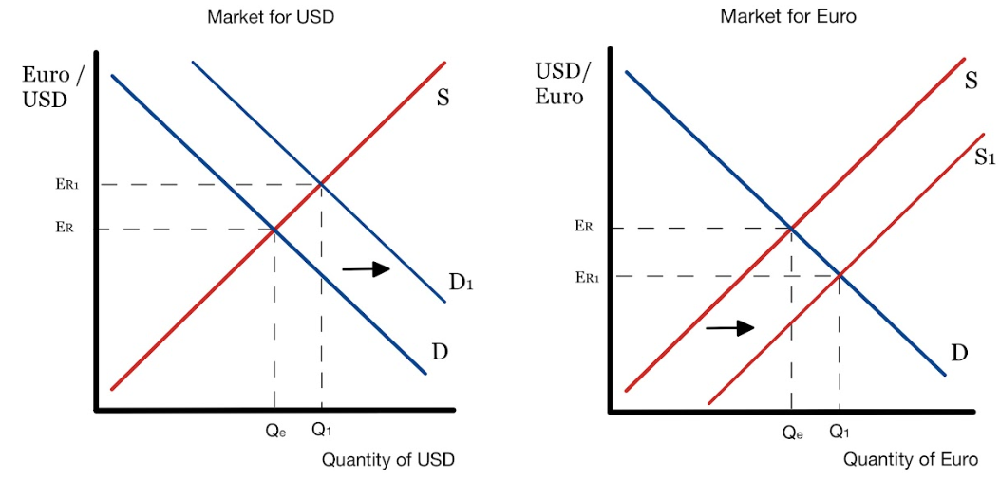 Market for USD
Euro /
USD
S
ER1
ER
D1
D
Qe
Q1
Quantity of USD
Market for Euro
USD/
Euro
S
S1
ER
ER1
D
Qe
Q1
Quantity of Euro